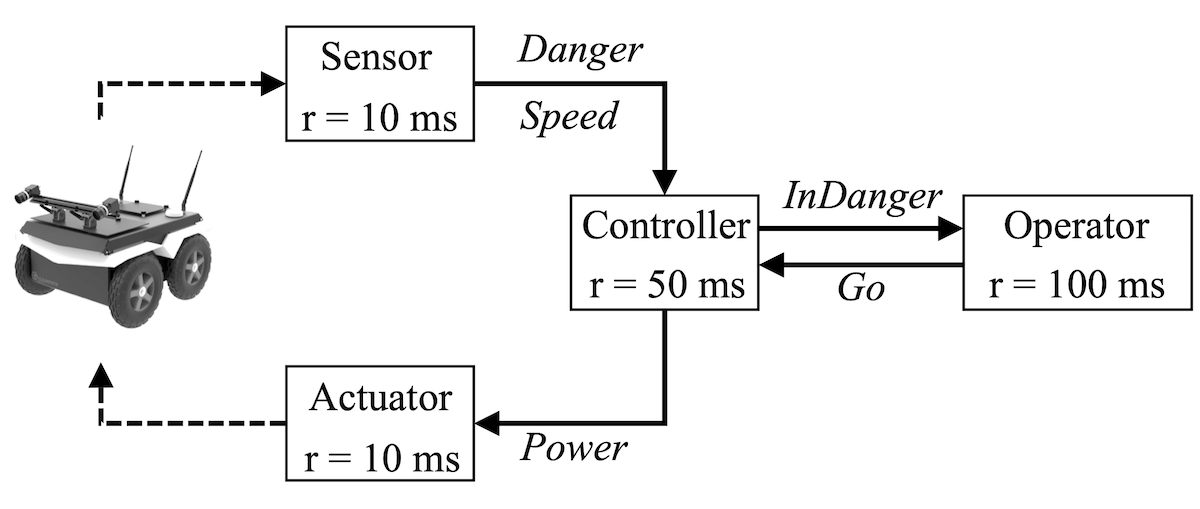 Sensor
r = 10 ms
Danger
Speed
Controller
r = 50 ms
InDanger
Go
Operator
r = 100 ms
Actuator
r = 10 ms
Power